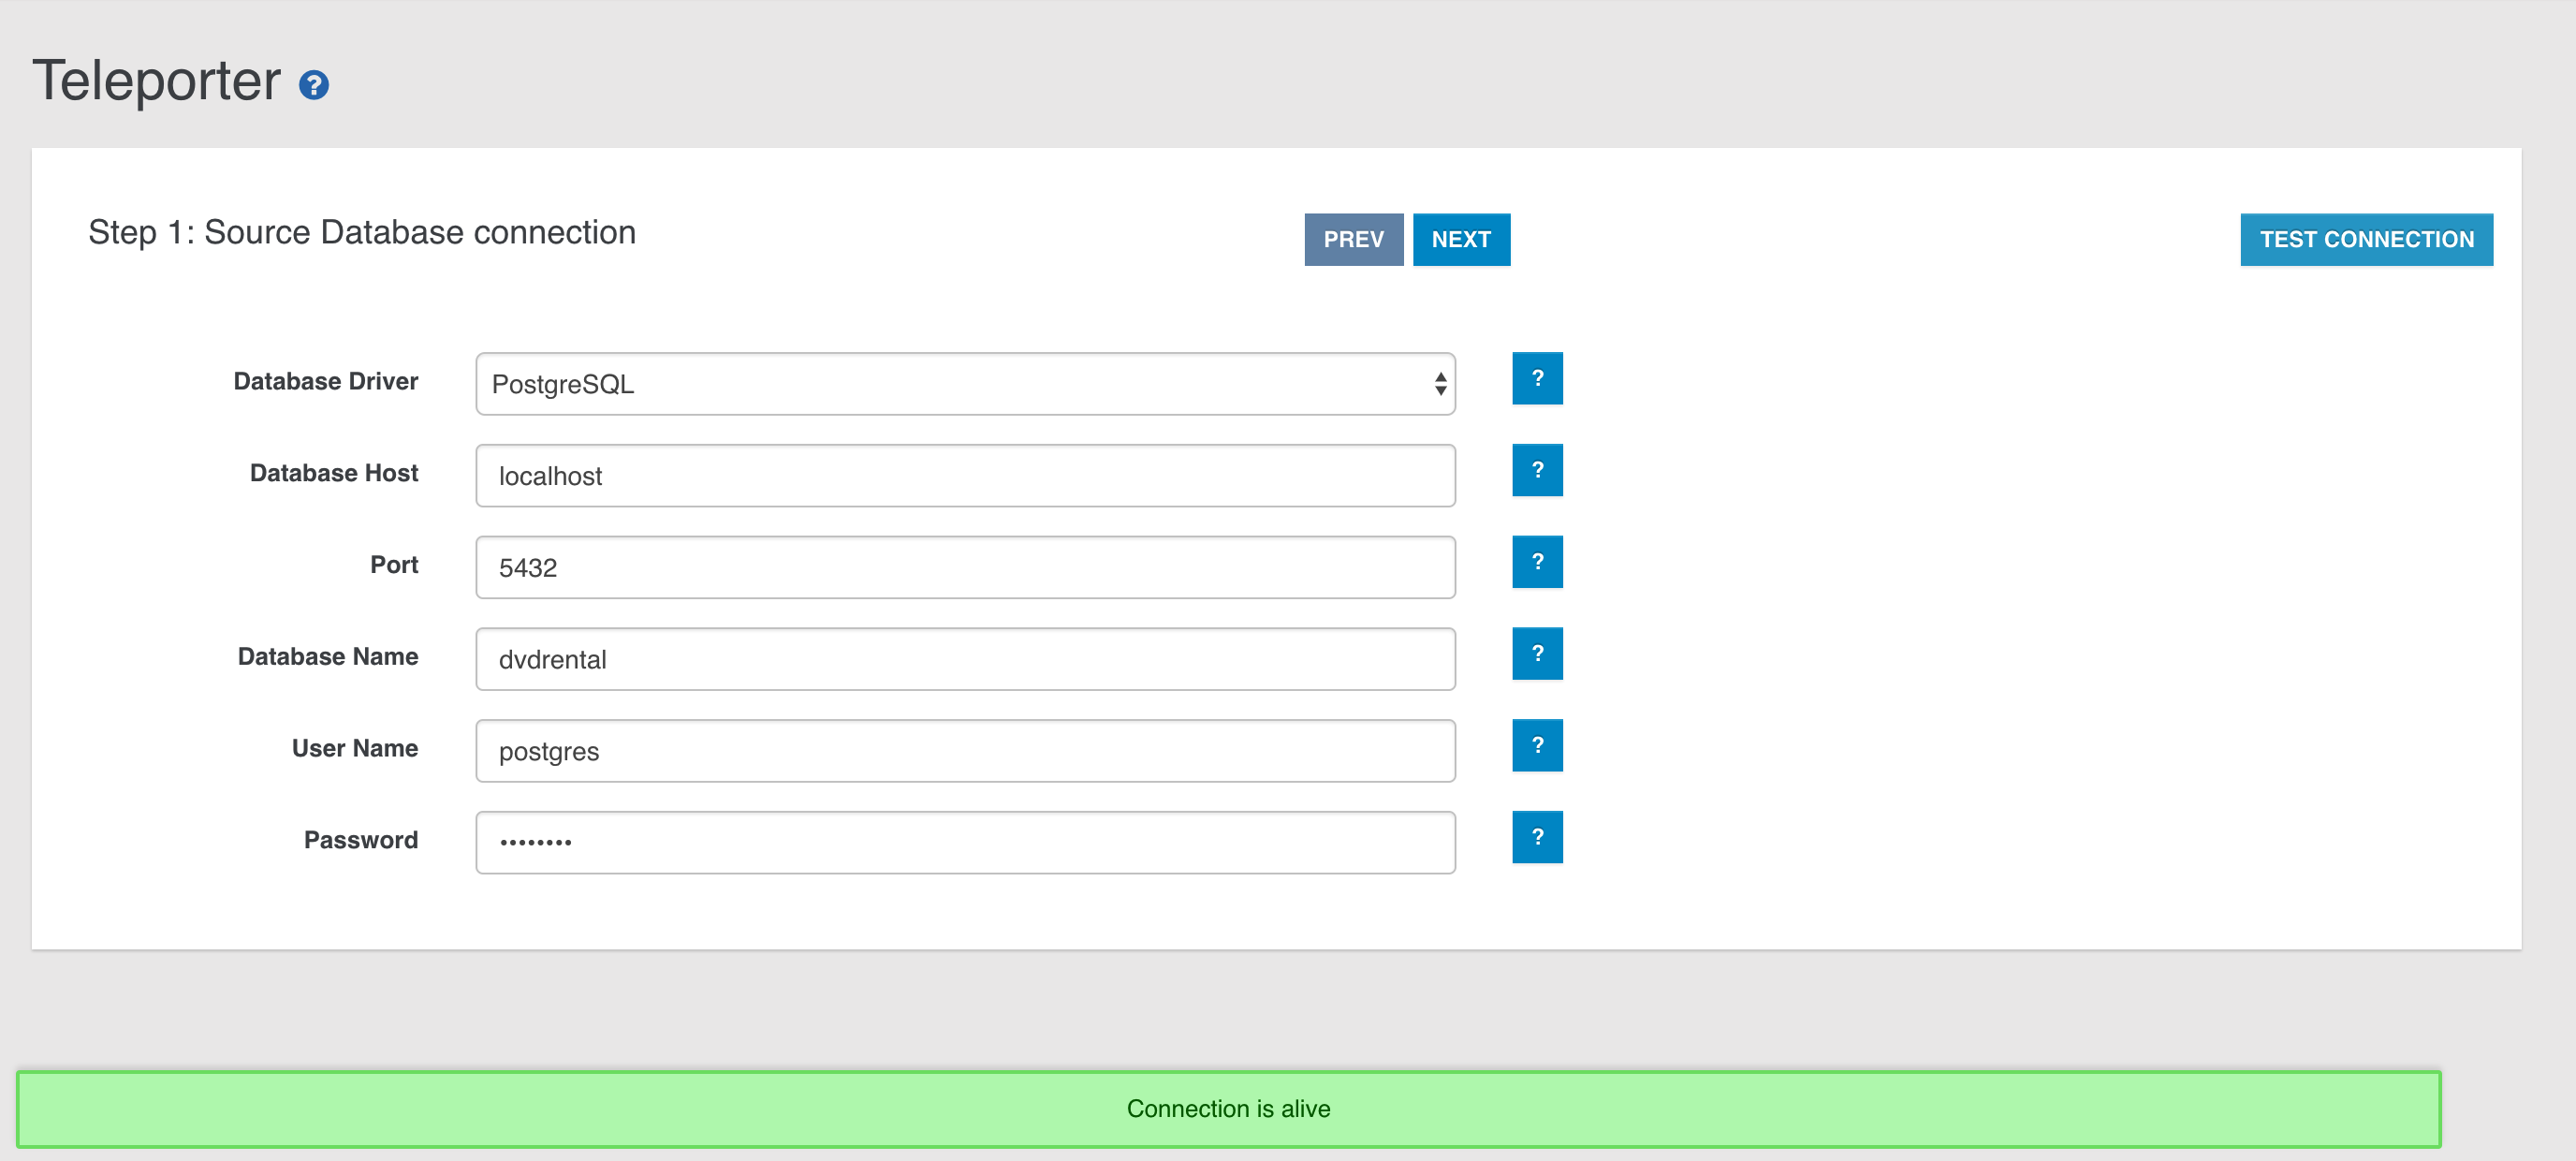 Teleporter ?
Step 1: Source Database connection
PREV NEXT
TEST CONNECTION
Database Driver PostgreSQL ?
Database Host localhost ?
Port 5432 ?
Database Name dvdrental ?
User Name postgres ?
Password •••••••• ?
Connection is alive